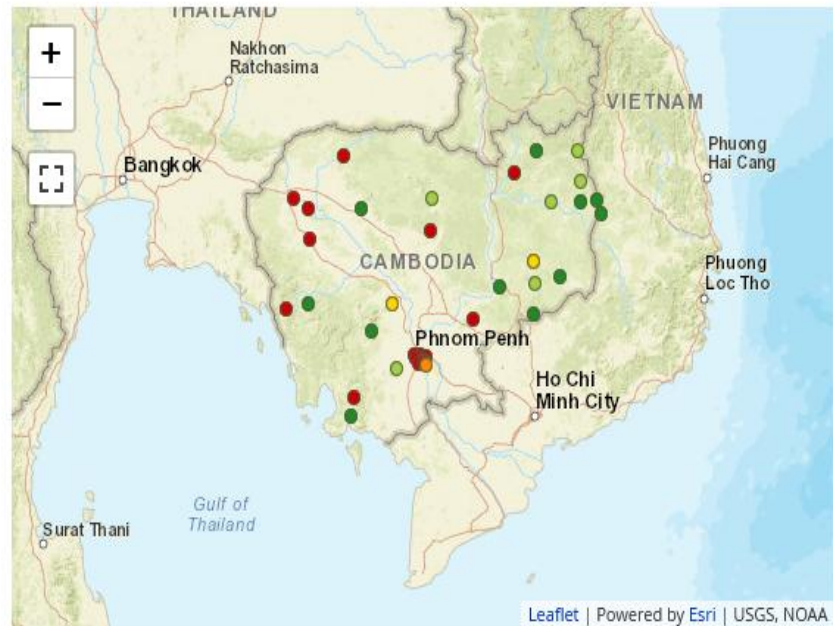 THAILAND
+
−
Nakhon
Ratchasima
VIETNAM
Bangkok
Phuong
Hai Cang
CAMBODIA
Phuong
Loc Tho
Phnom Penh
Ho Chi
Minh City
Gulf of
Thailand
Surat Thani
Leaflet | Powered by Esri | USGS, NOAA